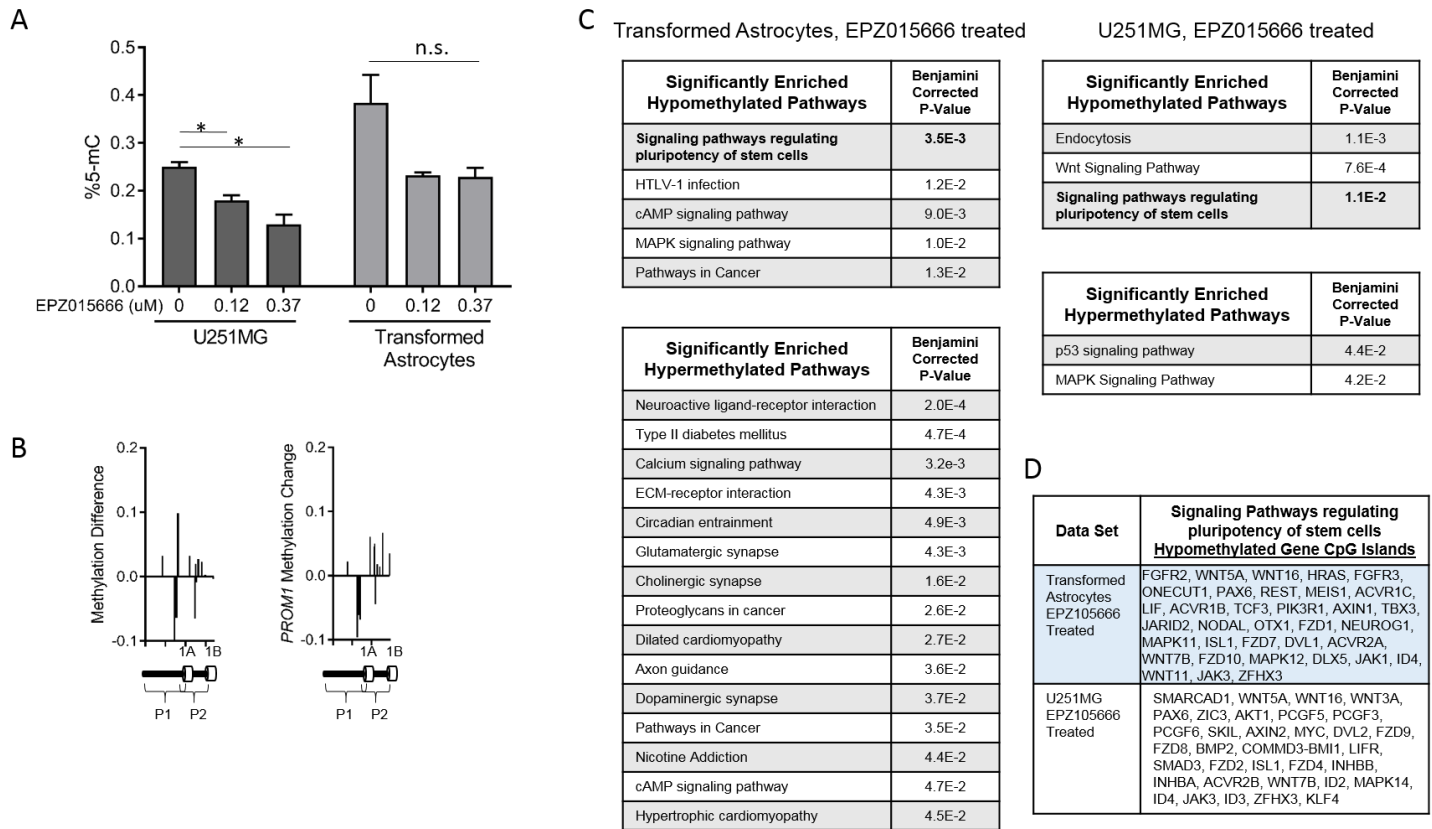 A
0.5
0.4
0.3
0.2
0.1
0.0
%5-mC
*
*
n.s.
EPZ015666 (uM) 0 0.12 0.37 0 0.12 0.37
U251MG
Transformed
Astrocytes
B
0.2
0.1
0.0
-0.1
Methylation Difference
1A 1B
P1 P2
0.2
0.1
0.0
-0.1
PROM1 Methylation Change
1A 1B
P1 P2
C
Transformed Astrocytes, EPZ015666 treated
Significantly Enriched
Hypomethylated Pathways
Benjamini
Corrected
P-Value
Signaling pathways regulating
pluripotency of stem cells
3.5E-3
HTLV-1 infection 1.2E-2
cAMP signaling pathway 9.0E-3
MAPK signaling pathway 1.0E-2
Pathways in Cancer 1.3E-2
Significantly Enriched
Hypermethylated Pathways
Benjamini
Corrected
P-Value
Neuroactive ligand-receptor interaction 2.0E-4
Type II diabetes mellitus 4.7E-4
Calcium signaling pathway 3.2e-3
ECM-receptor interaction 4.3E-3
Circadian entrainment 4.9E-3
Glutamatergic synapse 4.3E-3
Cholinergic synapse 1.6E-2
Proteoglycans in cancer 2.6E-2
Dilated cardiomyopathy 2.7E-2
Axon guidance 3.6E-2
Dopaminergic synapse 3.7E-2
Pathways in Cancer 3.5E-2
Nicotine Addiction 4.4E-2
cAMP signaling pathway 4.7E-2
Hypertrophic cardiomyopathy 4.5E-2
U251MG, EPZ015666 treated
Significantly Enriched
Hypomethylated Pathways
Benjamini
Corrected
P-Value
Endocytosis 1.1E-3
Wnt Signaling Pathway 7.6E-4
Signaling pathways regulating
pluripotency of stem cells
1.1E-2
Significantly Enriched
Hypermethylated Pathways
Benjamini
Corrected
P-Value
p53 signaling pathway 4.4E-2
MAPK Signaling Pathway 4.2E-2
D
Data Set
Signaling Pathways regulating
pluripotency of stem cells
Hypomethylated Gene CpG Islands
Transformed
Astrocytes
EPZ105666
Treated
FGFR2, WNT5A, WNT16, HRAS, FGFR3,
ONECUT1, PAX6, REST, MEIS1, ACVR1C,
LIF, ACVR1B, TCF3, PIK3R1, AXIN1, TBX3,
JARID2, NODAL, OTX1, FZD1, NEUROG1,
MAPK11, ISL1, FZD7, DVL1, ACVR2A,
WNT7B, FZD10, MAPK12, DLX5, JAK1, ID4,
WNT11, JAK3, ZFHX3
U251MG
EPZ105666
Treated
SMARCAD1, WNT5A, WNT16, WNT3A,
PAX6, ZIC3, AKT1, PCGF5, PCGF3,
PCGF6, SKIL, AXIN2, MYC, DVL2, FZD9,
FZD8, BMP2, COMMD3-BMI1, LIFR,
SMAD3, FZD2, ISL1, FZD4, INHBB,
INHBA, ACVR2B, WNT7B, ID2, MAPK14,
ID4, JAK3, ID3, ZFHX3, KLF4